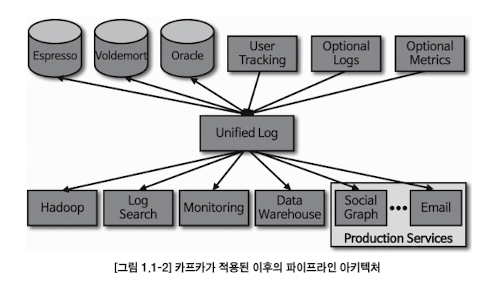 Espresso
Voldemort
Oracle
User
Tracking
Optional
Logs
Optional
Metrics
Unified Log
Hadoop
Log
Search
Monitoring
Data
Warehouse
Social
Graph
Email
Production Services
[그림 1.1-2] 카프카가 적용된 이후의 파이프라인 아키텍처